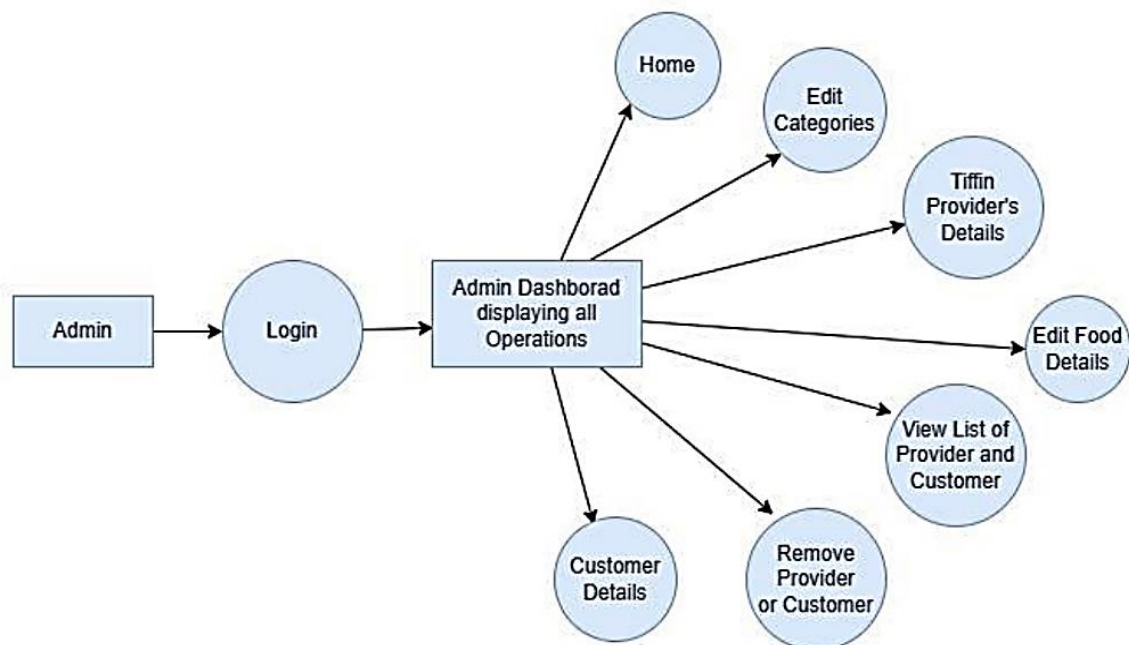 Home
Edit
Categories
Tiffin
Provider's
Details
Admin
Login
Admin Dashborad
displaying all
Operations
Edit Food
Details
View List of
Provider and
Customer
Customer
Details
Remove
Provider
or Customer